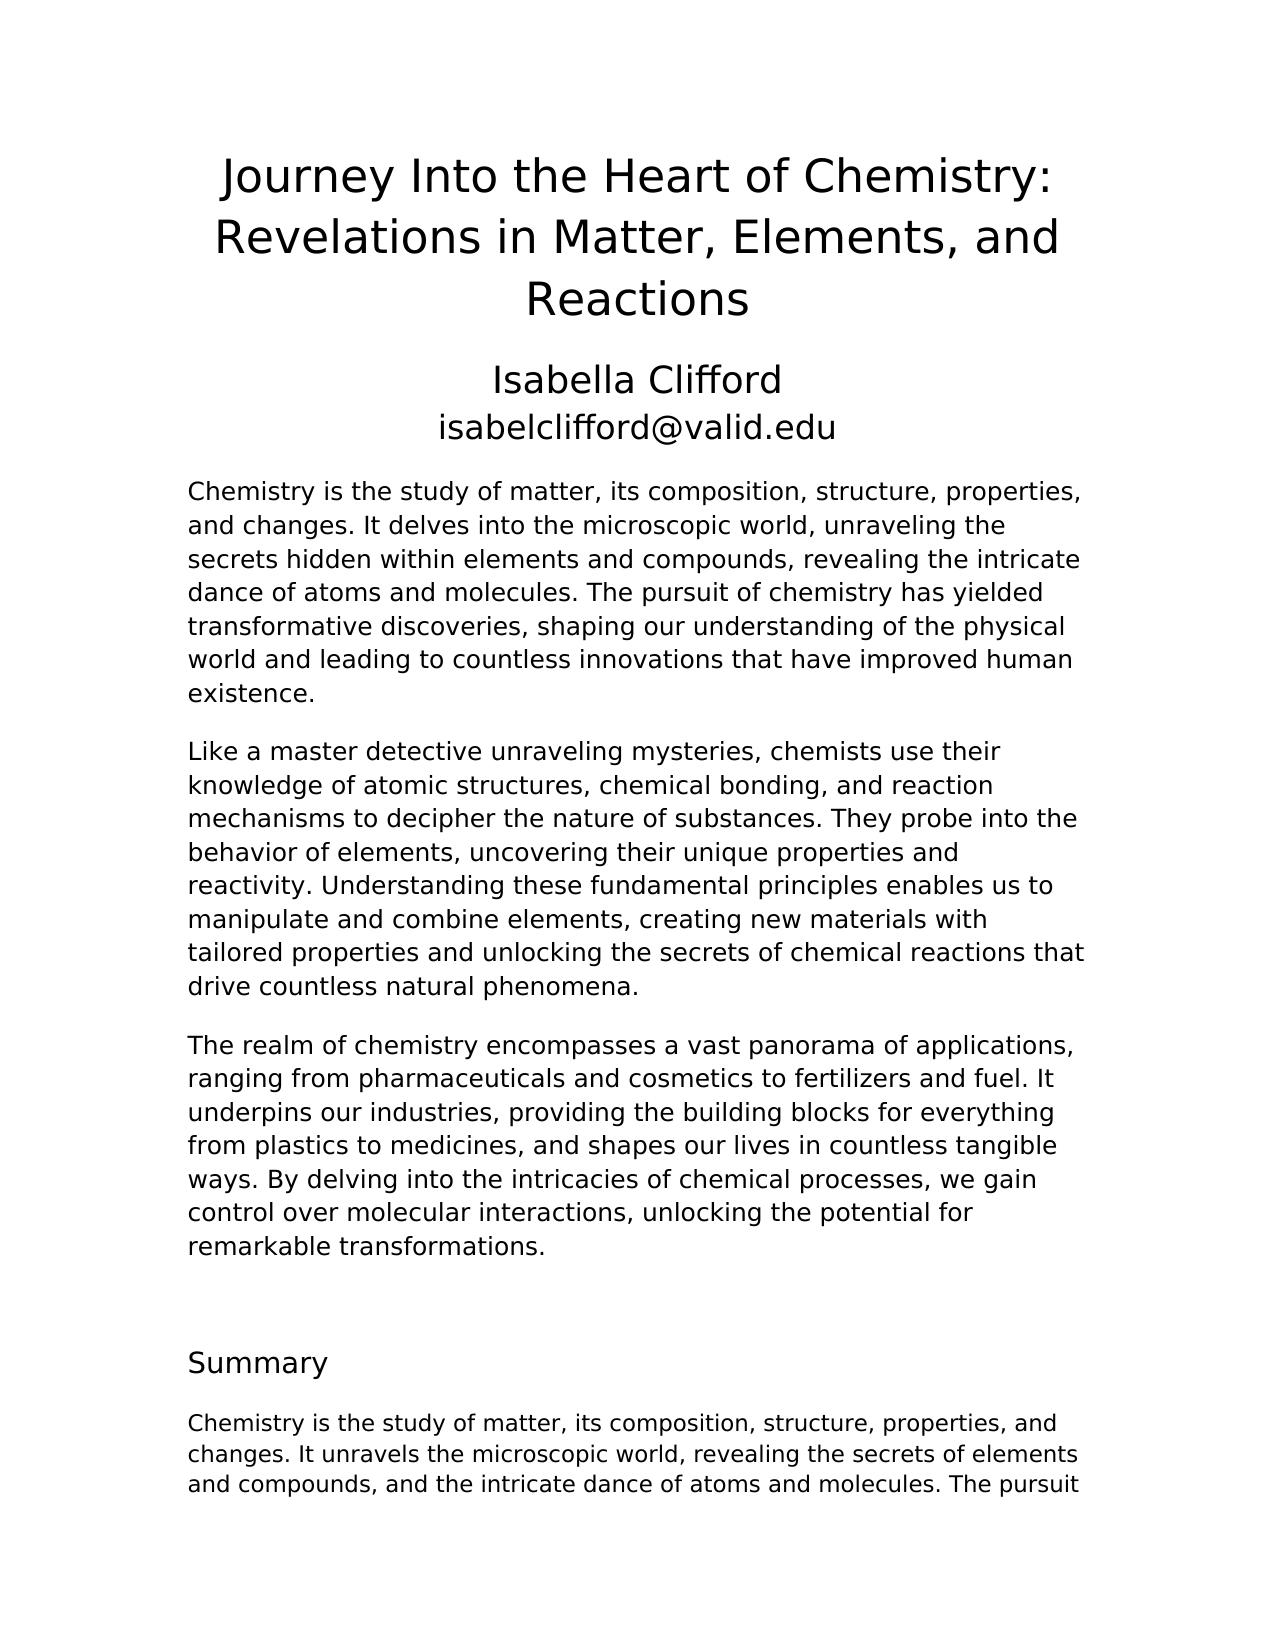 Journey Into the Heart of Chemistry:
Revelations in Matter, Elements, and
Reactions
Isabella Clifford
isabelclifford@valid.edu
Chemistry is the study of matter, its composition, structure, properties,
and changes. It delves into the microscopic world, unraveling the
secrets hidden within elements and compounds, revealing the intricate
dance of atoms and molecules. The pursuit of chemistry has yielded
transformative discoveries, shaping our understanding of the physical
world and leading to countless innovations that have improved human
existence.
Like a master detective unraveling mysteries, chemists use their
knowledge of atomic structures, chemical bonding, and reaction
mechanisms to decipher the nature of substances. They probe into the
behavior of elements, uncovering their unique properties and
reactivity. Understanding these fundamental principles enables us to
manipulate and combine elements, creating new materials with
tailored properties and unlocking the secrets of chemical reactions that
drive countless natural phenomena.
The realm of chemistry encompasses a vast panorama of applications,
ranging from pharmaceuticals and cosmetics to fertilizers and fuel. It
underpins our industries, providing the building blocks for everything
from plastics to medicines, and shapes our lives in countless tangible
ways. By delving into the intricacies of chemical processes, we gain
control over molecular interactions, unlocking the potential for
remarkable transformations.
Summary
Chemistry is the study of matter, its composition, structure, properties, and
changes. It unravels the microscopic world, revealing the secrets of elements
and compounds, and the intricate dance of atoms and molecules. The pursuit